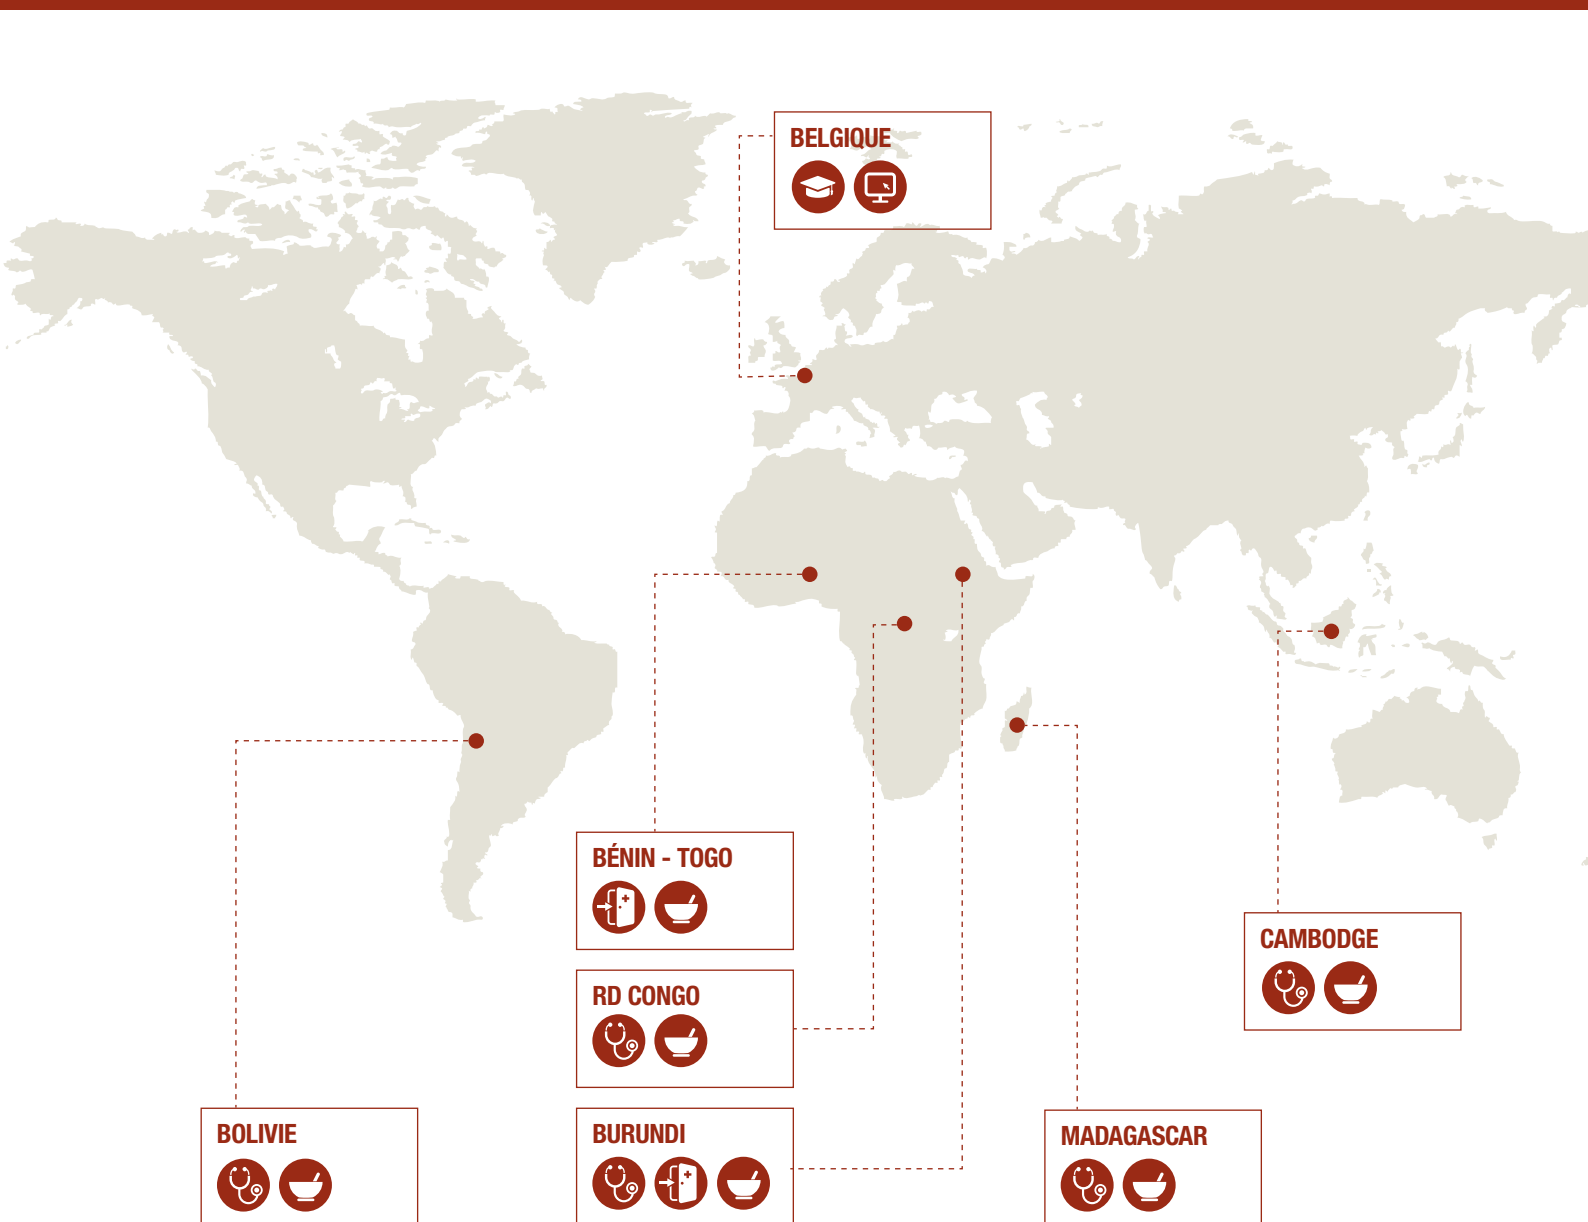 BELGIQUE
BÉNIN - TOGO
CAMBODGE
RD CONGO
BOLIVIE
BURUNDI
MADAGASCAR